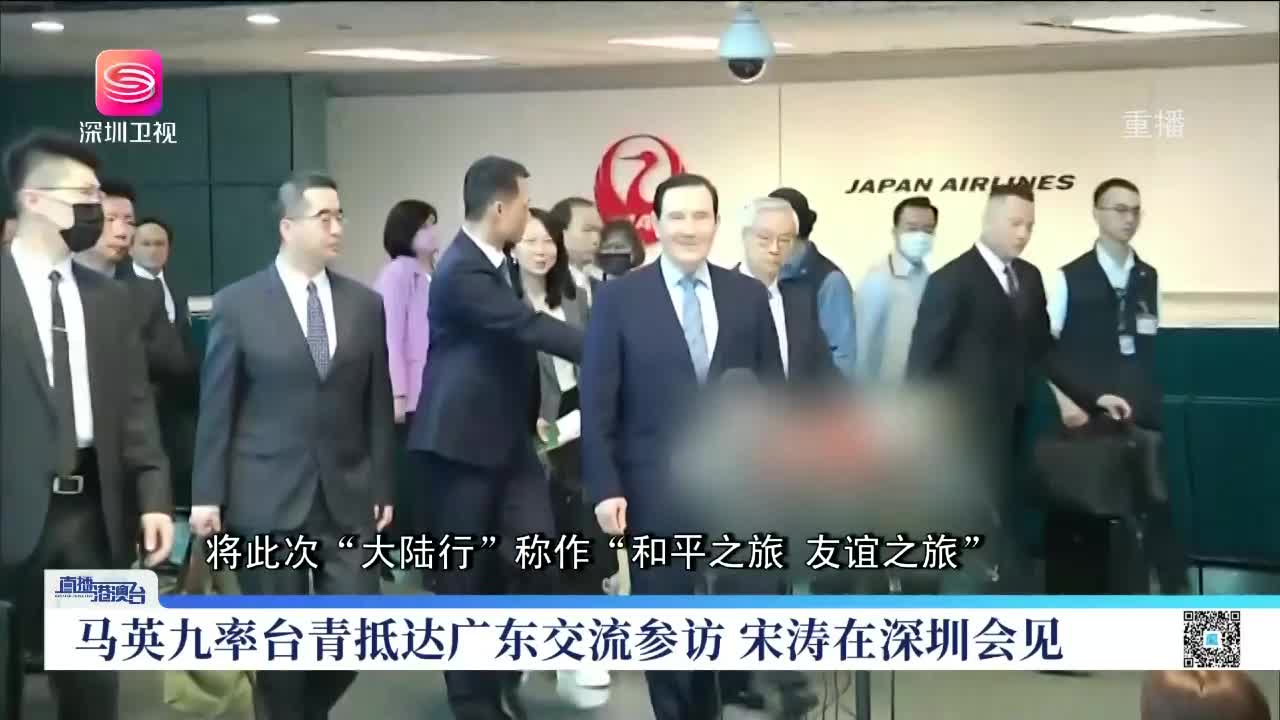 深圳卫视
重播
JAPAN AIRLINES
将此次“大陆行”称作“和平之旅 友谊之旅”
直播港澳台
马英九率台青抵达广东交流参访 宋涛在深圳会见